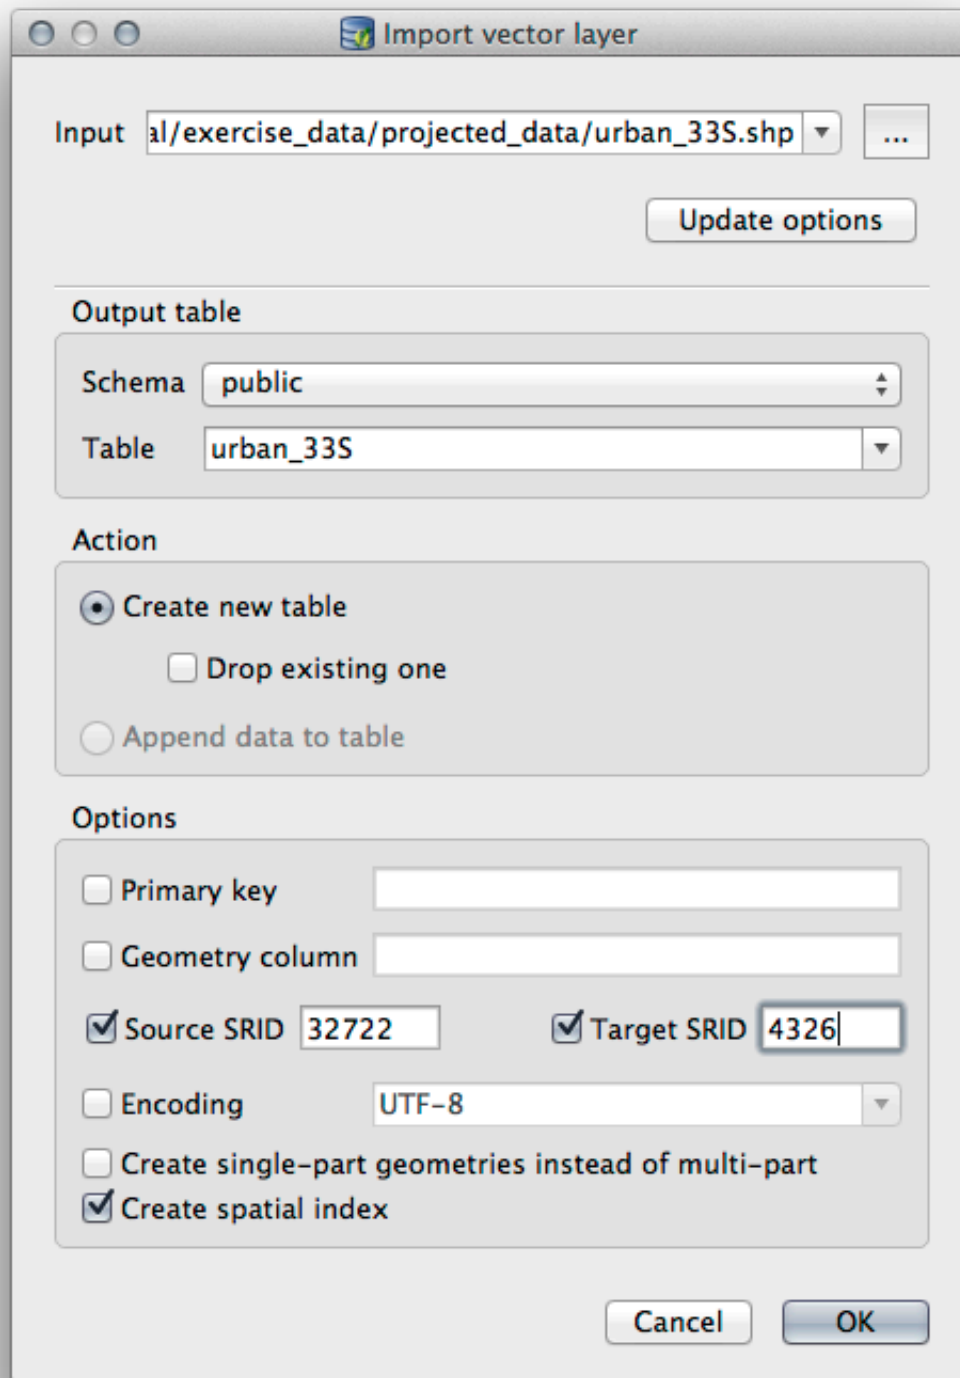 Import vector layer
Input al/exercise_data/projected_data/urban_33S.shp ...
Update options
Output table
Schema public
Table urban_33S
Action
Create new table
Drop existing one
Append data to table
Options
Primary key
Geometry column
Source SRID 32722 Target SRID 4326
Encoding UTF-8
Create single-part geometries instead of multi-part
Create spatial index
Cancel OK